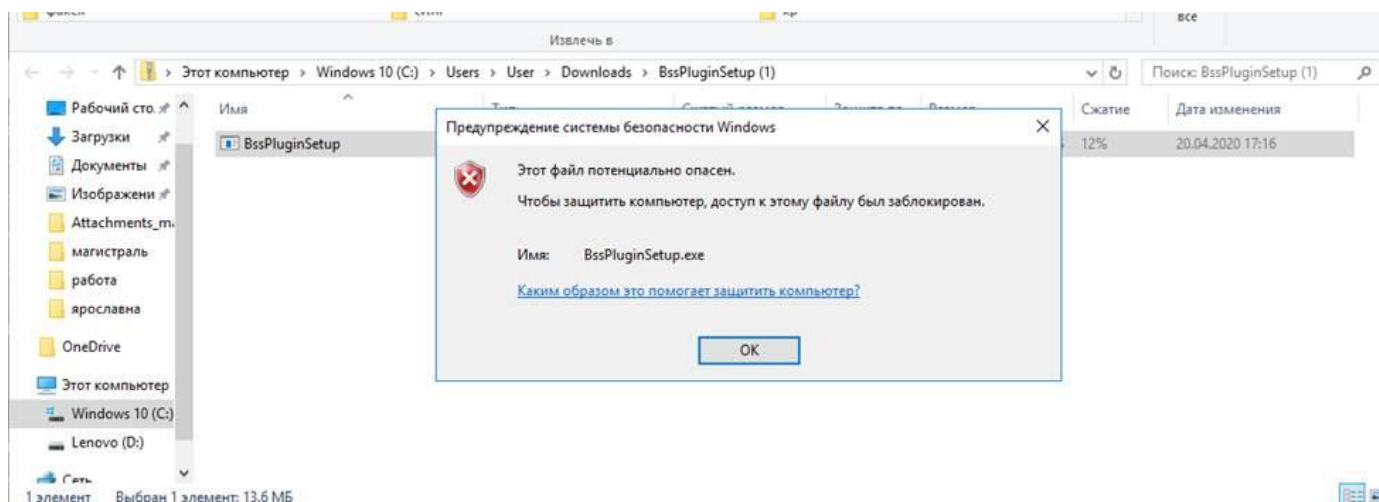 Извлечь в
все
Этот компьютер > Windows 10 (C:) > Users > User > Downloads > BssPluginSetup (1)
Поиск: BssPluginSetup (1)
Рабочий сто.
Имя
Сжатие
Дата изменения
Загрузки
BssPluginSetup
12%
20.04.2020 17:16
Документы
Изображени
Attachments_m
магистраль
работа
ярославна
OneDrive
Этот компьютер
Windows 10 (C:)
Lenovo (D:)
Сеть
Предупреждение системы безопасности Windows
Этот файл потенциально опасен.
Чтобы защитить компьютер, доступ к этому файлу был заблокирован.
Имя: BssPluginSetup.exe
Каким образом это помогает защитить компьютер?
OK
1 элемент Выбран 1 элемент: 13,6 МБ